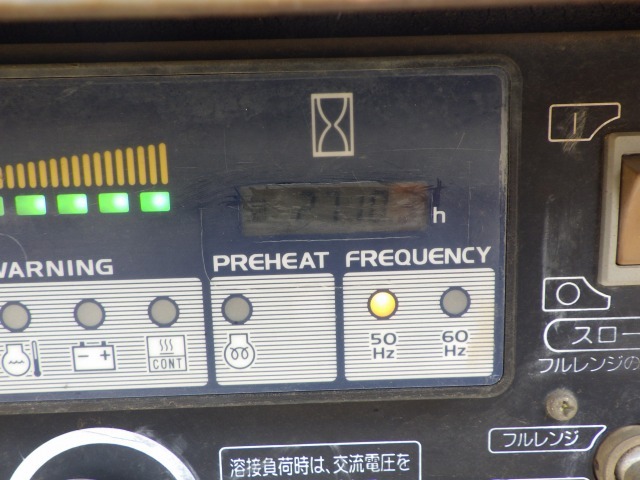 h
WARNING
PREHEAT
FREQUENCY
50
Hz
60
Hz
CONT
スロー
フルレンジの
フルレンジ
溶接負荷時は、交流電圧を